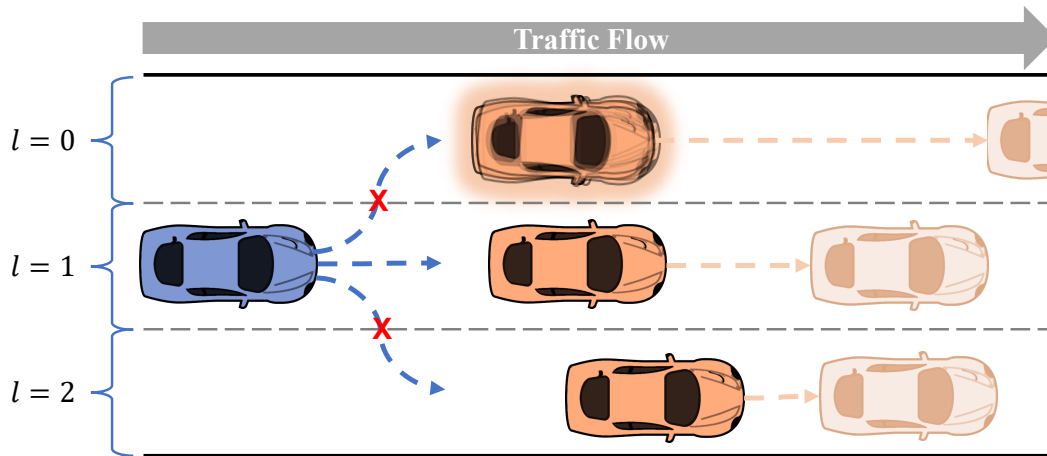 Traffic Flow
l = 0
X
l = 1
X
l = 2